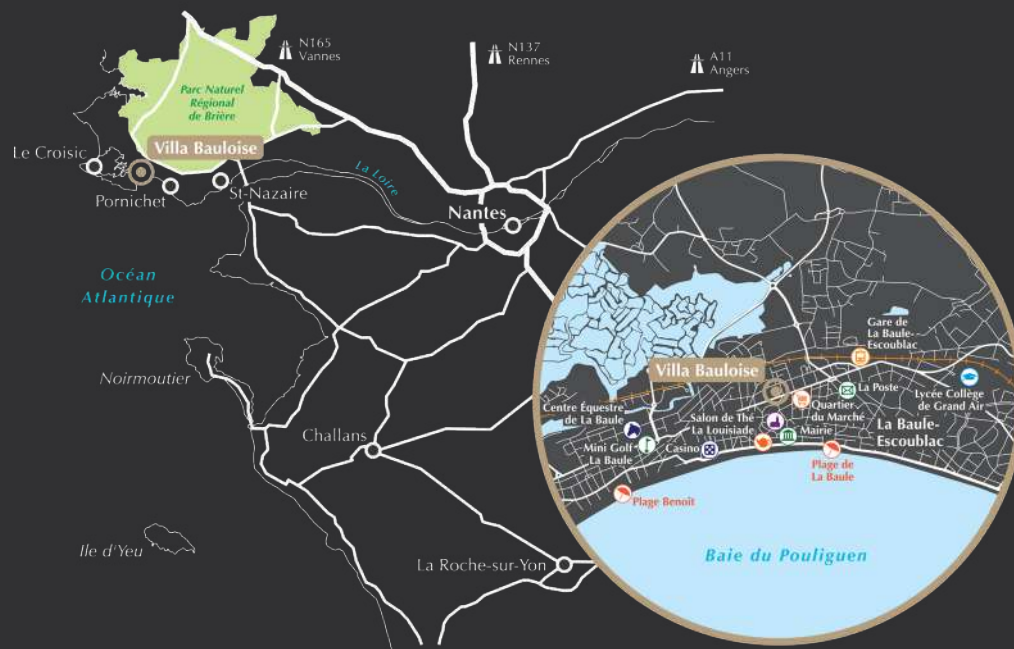 N165
Vannes
N137
Rennes
A11
Angers
Parc Naturel
Régional
de Brière
Villa Bauloise
Le Croisic
Pornichet
St-Nazaire
La Loire
Nantes
Océan
Atlantique
Noirmoutier
Challans
Ile d'Yeu
La Roche-sur-Yon
Gare de
La Baule-
Escoublac
Villa Bauloise
La Poste
Lycée Collège
de Grand Air
Centre Équestre
de La Baule
Salon de Thé
La Louisiade
Quartier
du Marché
Mairie
La Baule-
Escoublac
Mini Golf
La Baule
Casino
Plage de
La Baule
Plage Benoît
Baie du Pouliguen